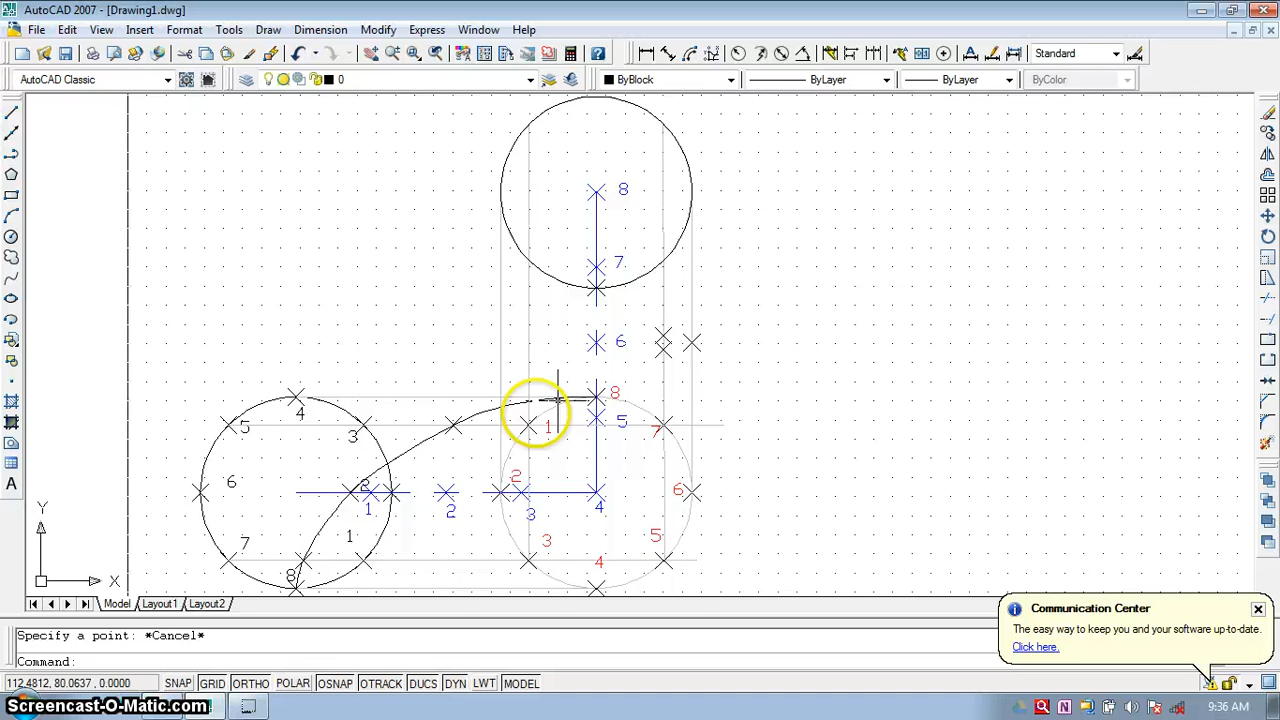 AutoCAD 2007 - [Drawing1.dwg]
File Edit View Insert Format Tools Draw Dimension Modify Express Window Help
Standard
AutoCAD Classic 0 ByBlock ByLayer ByLayer ByColor
8
7
6
8
4 5
5 3 1 7
6 2 2 6
1 2 3 4
7 1 3 5
8 4
Y
X
Model Layout1 Layout2
Communication Center
The easy way to keep you and your software up-to-date.
Click here.
Specify a point: *Cancel*
Command:
112.4812, 80.0637, 0.0000 SNAP GRID ORTHO POLAR OSNAP OTRACK DUCS DYN LWT MODEL
Screencast-O-Matic.com
9:36 AM